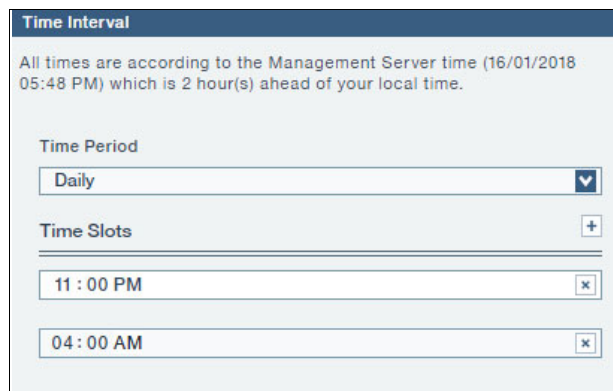 Time Interval
All times are according to the Management Server time (16/01/2018
05:48 PM) which is 2 hour(s) ahead of your local time.
Time Period
Daily
Time Slots
11 : 00 PM
04 : 00 AM